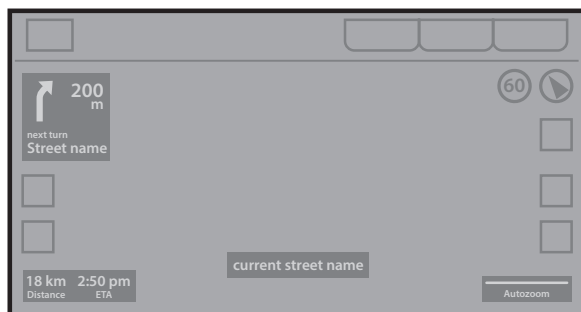 200
m
next turn
Street name
60
current street name
18 km 2:50 pm
Distance ETA
Autozoom